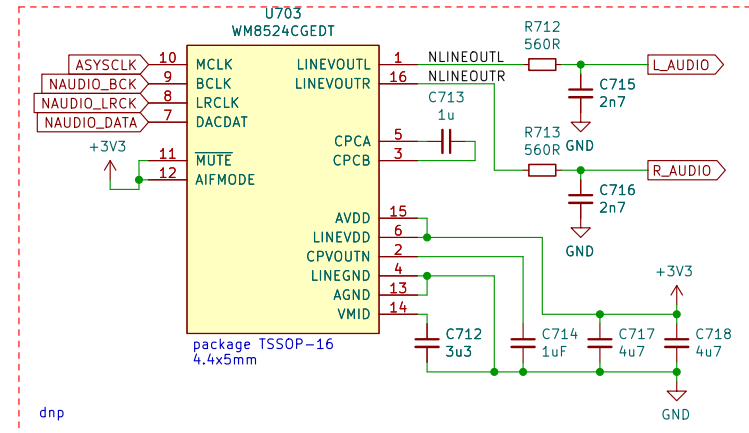 U703
WM8524CGEDT
ASYSCLK 10 MCLK
NAUDIO_BCK 9 BCLK
NAUDIO_LRCK 8 LRCLK
NAUDIO_DATA 7 DACDAT
+3V3
11 MUTE
12 AIFMODE
LINEVOUTL 1 NLINEOUTL
LINEVOUTR 16 NLINEOUTR
CPCA 5
CPCB 3
C713
1u
AVDD 15
LINEVDD 6
CPVOUTN 2
LINEGND 4
AGND 13
VMID 14
R712
560R
L_AUDIO
C715
2n7
GND
R713
560R
R_AUDIO
C716
2n7
GND
+3V3
C712
3u3
C714
1uF
C717
4u7
C718
4u7
GND
package TSSOP-16
4.4x5mm
dnp